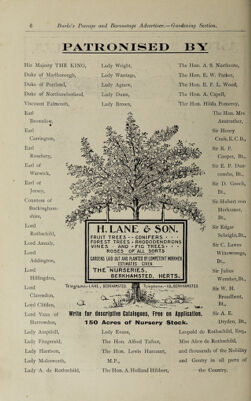 6 Burke's Peerage and Baronetage Advertiser.—Gardening Section.
PATRONISED BY
His Majesty THE KING,
Duke of Marlborough,
Duke of Portland,
Duke of Northumberland,
Viscount Falmouth,
Lady Wright,
Lady Wantage,
Lady Agnew,
Lady Dunn,
Lady Brown,
The Hon. A. S. Northcote,
The Hon. E. W. Parker,
The Hon. E. F. L. Wood,
The Hon. A. Capell,
The Hon. Hilda Pomeroy,
Earl
Brownlow,
Earl
Carrington,
Earl
Rosebery,
Earl of
Warwick,
Earl of
Jersey,
Countess of
Buckingham-
shire,
Lord
Rothschild,
Lord Annaly,
Lord
Addington,
Lord
Hillingdon,
Lord
Clarendon,
Lord Childen,
Lord Vaux of
Harrowden,
The Hon. Mrs
Anstruther,
Sir Henry
Cook, K.C.B.,
Sir E. P.
Cooper, Bt.,
Sir E. P. Dun-
combe, Bt.,
Sir D. Gooch,
Bt.,
Sir Hubert von
Herkomer,
Bt.,
Sir Edgar
Sebright, Bt.,
Sir C. Lawes
Wittewronge,
Bt.,
Sir Julius
Wernher, Bt.,
Sir W. H.
Broadbent,
Bt.,
Sir A. E.
Dryden, Bt.,
H. LANE & SON.
FRUIT TREES - - CONIFERS - - -
FOREST TREES - RHODODENDRONS
VINES AND - FIG TREES - - -
ROSES OF ALL SORTS
GARDENS LAID OUT AND PLANTED BY COMPETENT WORKMEN
ESTIMATES GIVEN
THE NURSERIES,
BERKHAMSTED, HERTS.
Telegrams:-LANE, BERKHAMSTED. Telephone:-10, BERKHAMSTED
Write for descriptive Catalogues, Free on Application.
150 Acres of Nursery Stock.
Lady Ampthill,
Lady Fitzgerald,
Lady Harrison,
Lady Molesworth,
Lady A. de Rothschild,
Lady Evans,
The Hon. Alfred Talbot,
The Hon. Lewis Harcourt,
M.P.,
The Hon. A. Holland Hibbert,
Leopold de Rothschild, Esq.,
Miss Alice de Rothschild,
and thousands of the Nobility
and Gentry in all parts of
the Country.